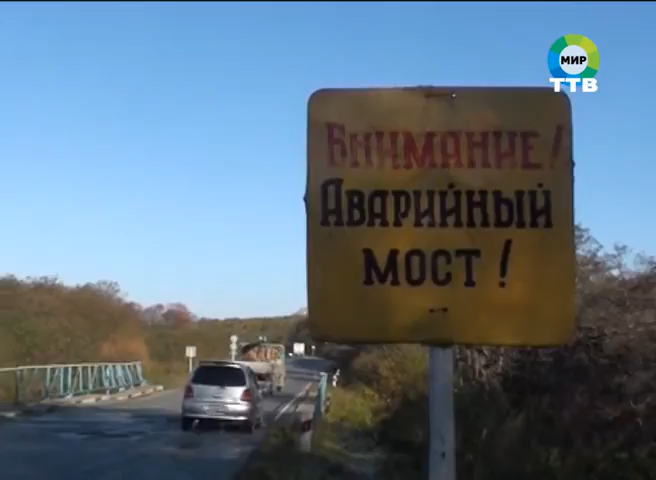 МИР
ТТВ
Внимание!
Аварийный
мост!